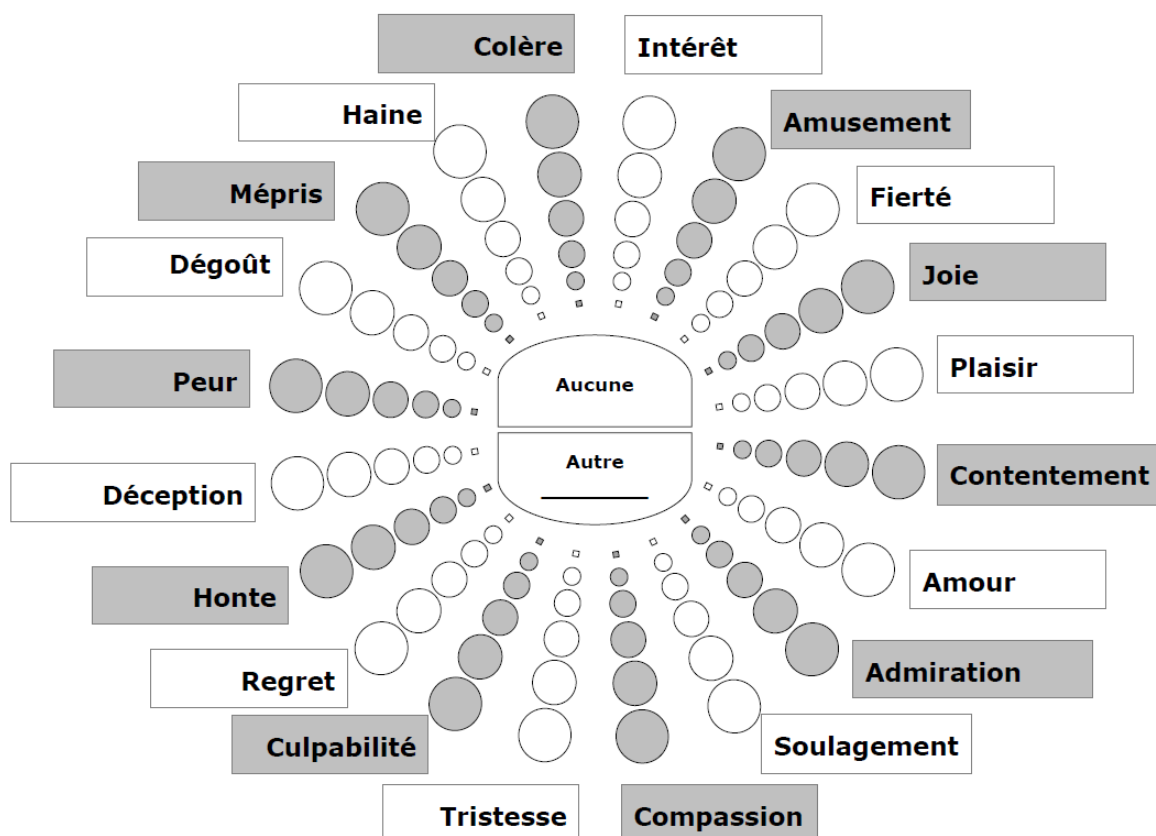 Colère
Intérêt
Haine
Amusement
Mépris
Fierté
Dégoût
Joie
Peur
Plaisir
Aucune
Autre
Déception
Contentement
Honte
Amour
Regret
Admiration
Culpabilité
Soulagement
Tristesse
Compassion